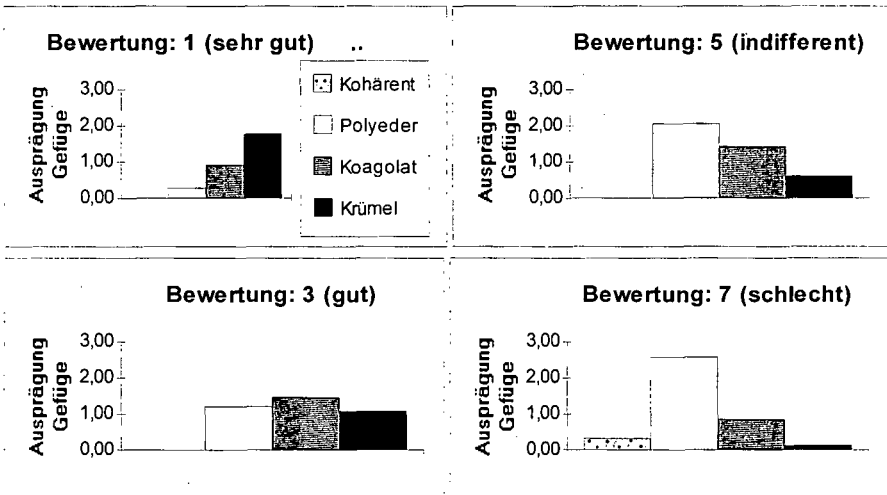 Bewertung: 1 (sehr gut)
Ausprägung
Gefüge
3,00
2,00
1,00
0,00
Kohärent
Polyeder
Koagolat
Krümel
Bewertung: 5 (indifferent)
Ausprägung
Gefüge
3,00
2,00
1,00
0,00
Bewertung: 3 (gut)
Ausprägung
Gefüge
3,00
2,00
1,00
0,00
Bewertung: 7 (schlecht)
Ausprägung
Gefüge
3,00
2,00
1,00
0,00